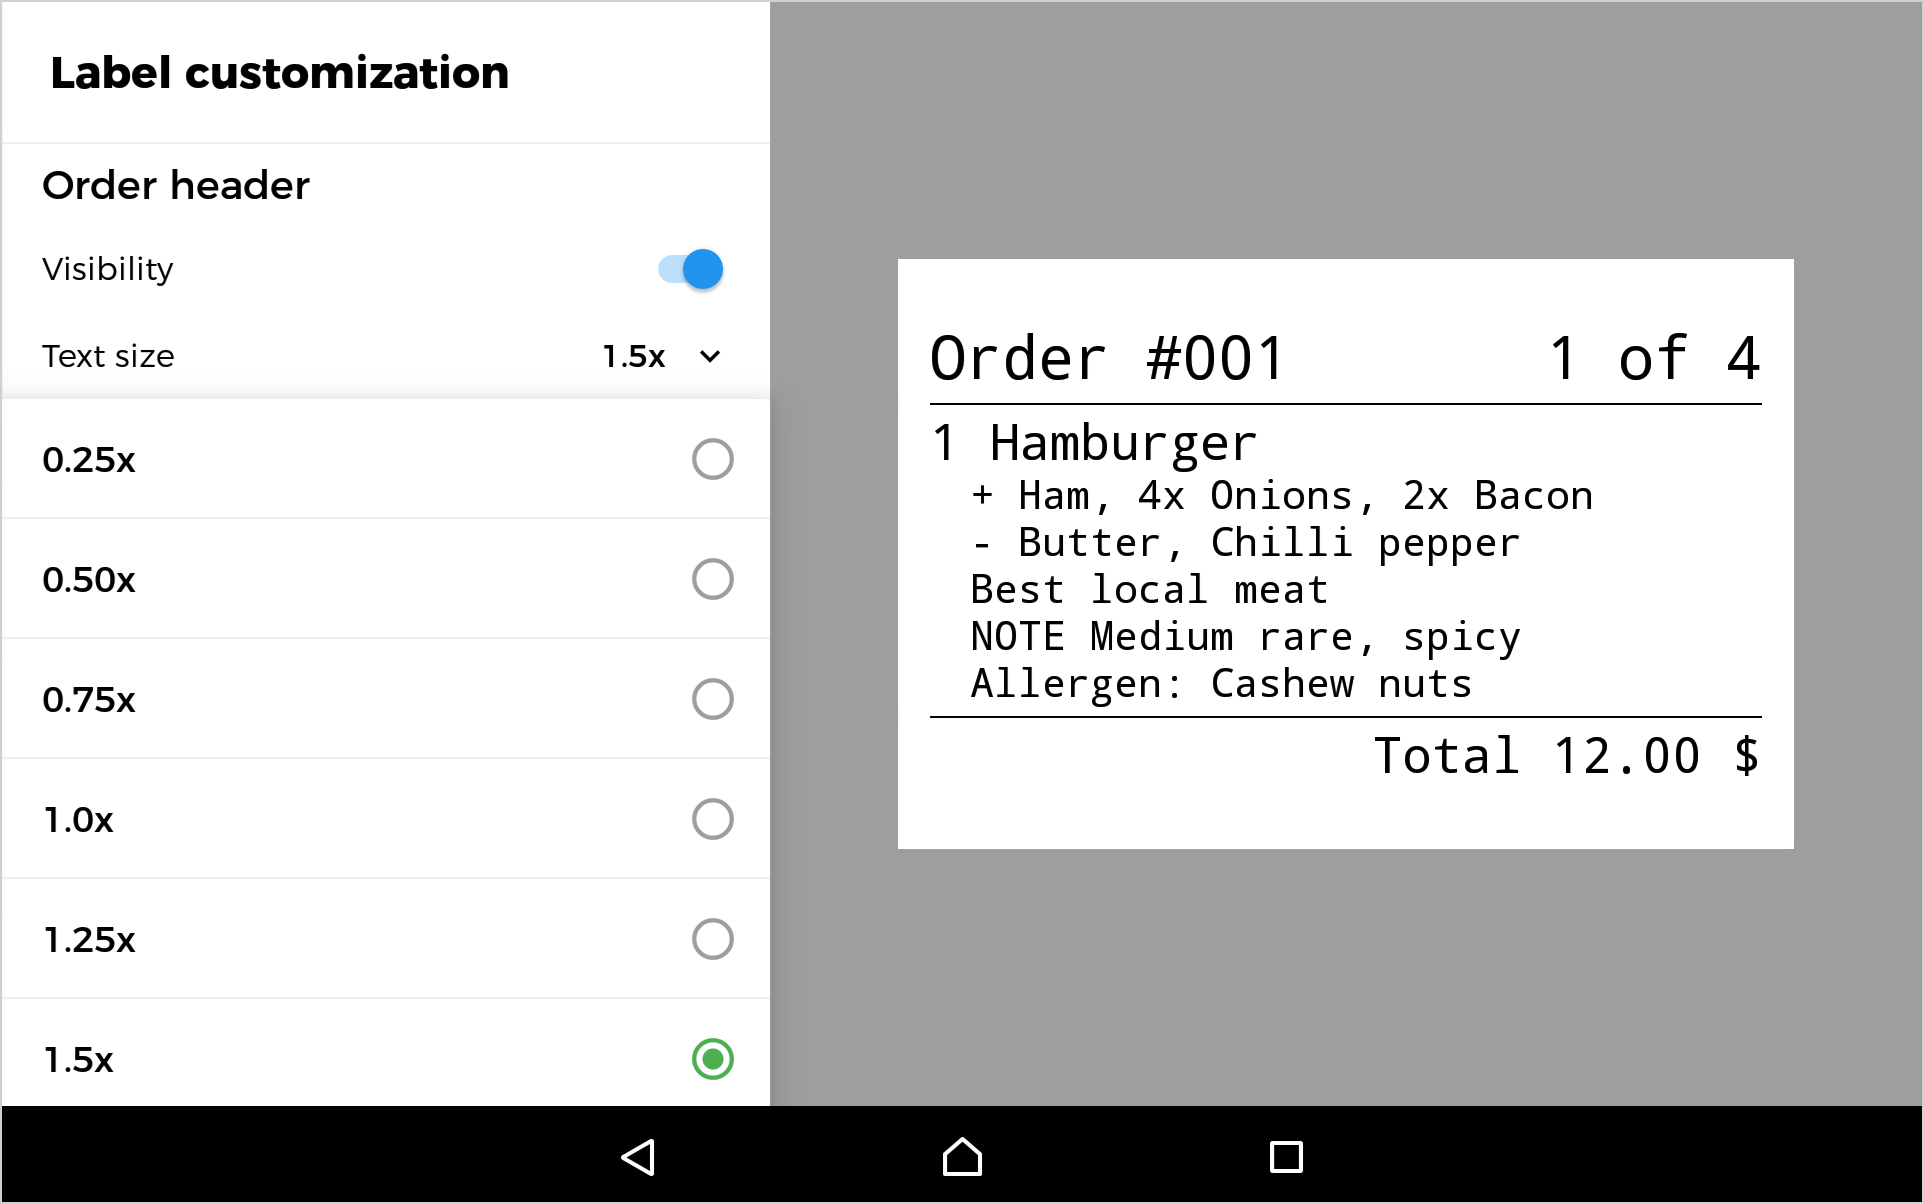 Label customization
Order header
Visibility
Text size 1.5x
0.25x
0.50x
0.75x
1.0x
1.25x
1.5x
Order #001 1 of 4
1 Hamburger
+ Ham, 4x Onions, 2x Bacon
- Butter, Chilli pepper
Best local meat
NOTE Medium rare, spicy
Allergen: Cashew nuts
Total 12.00 $